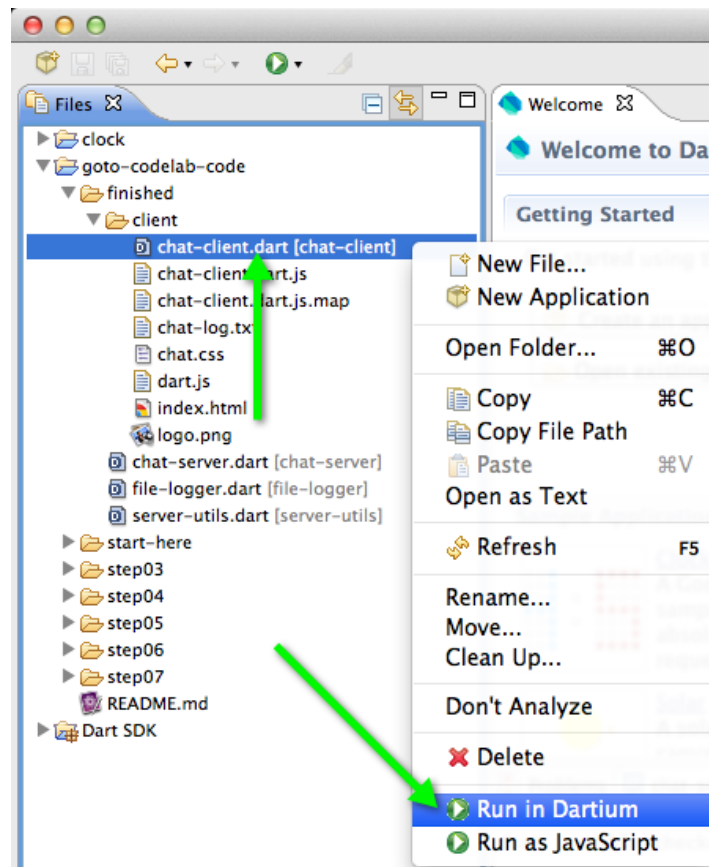 Files
Welcome
clock
goto-codelab-code
finished
client
chat-client.dart [chat-client]
chat-client.dart.js
chat-client.dart.js.map
chat-log.txt
chat.css
dart.js
index.html
logo.png
chat-server.dart [chat-server]
file-logger.dart [file-logger]
server-utils.dart [server-utils]
start-here
step03
step04
step05
step06
step07
README.md
Dart SDK
Welcome to Da
Getting Started
New File...
New Application
Open Folder... ⌘O
Copy ⌘C
Copy File Path
Paste ⌘V
Open as Text
Refresh F5
Rename...
Move...
Clean Up...
Don't Analyze
Delete
Run in Dartium
Run as JavaScript